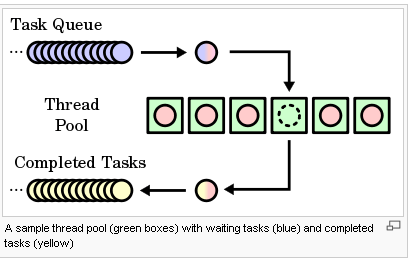 Task Queue
...
Thread
Pool
Completed Tasks
...
A sample thread pool (green boxes) with waiting tasks (blue) and completed
tasks (yellow)